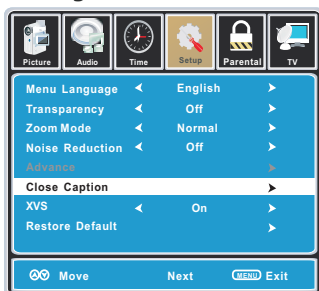 Picture Audio Time Setup Parental TV
Menu Language English
Transparency Off
Zoom Mode Normal
Noise Reduction Off
Advance
Close Caption
XVS On
Restore Default
Move Next MENU Exit